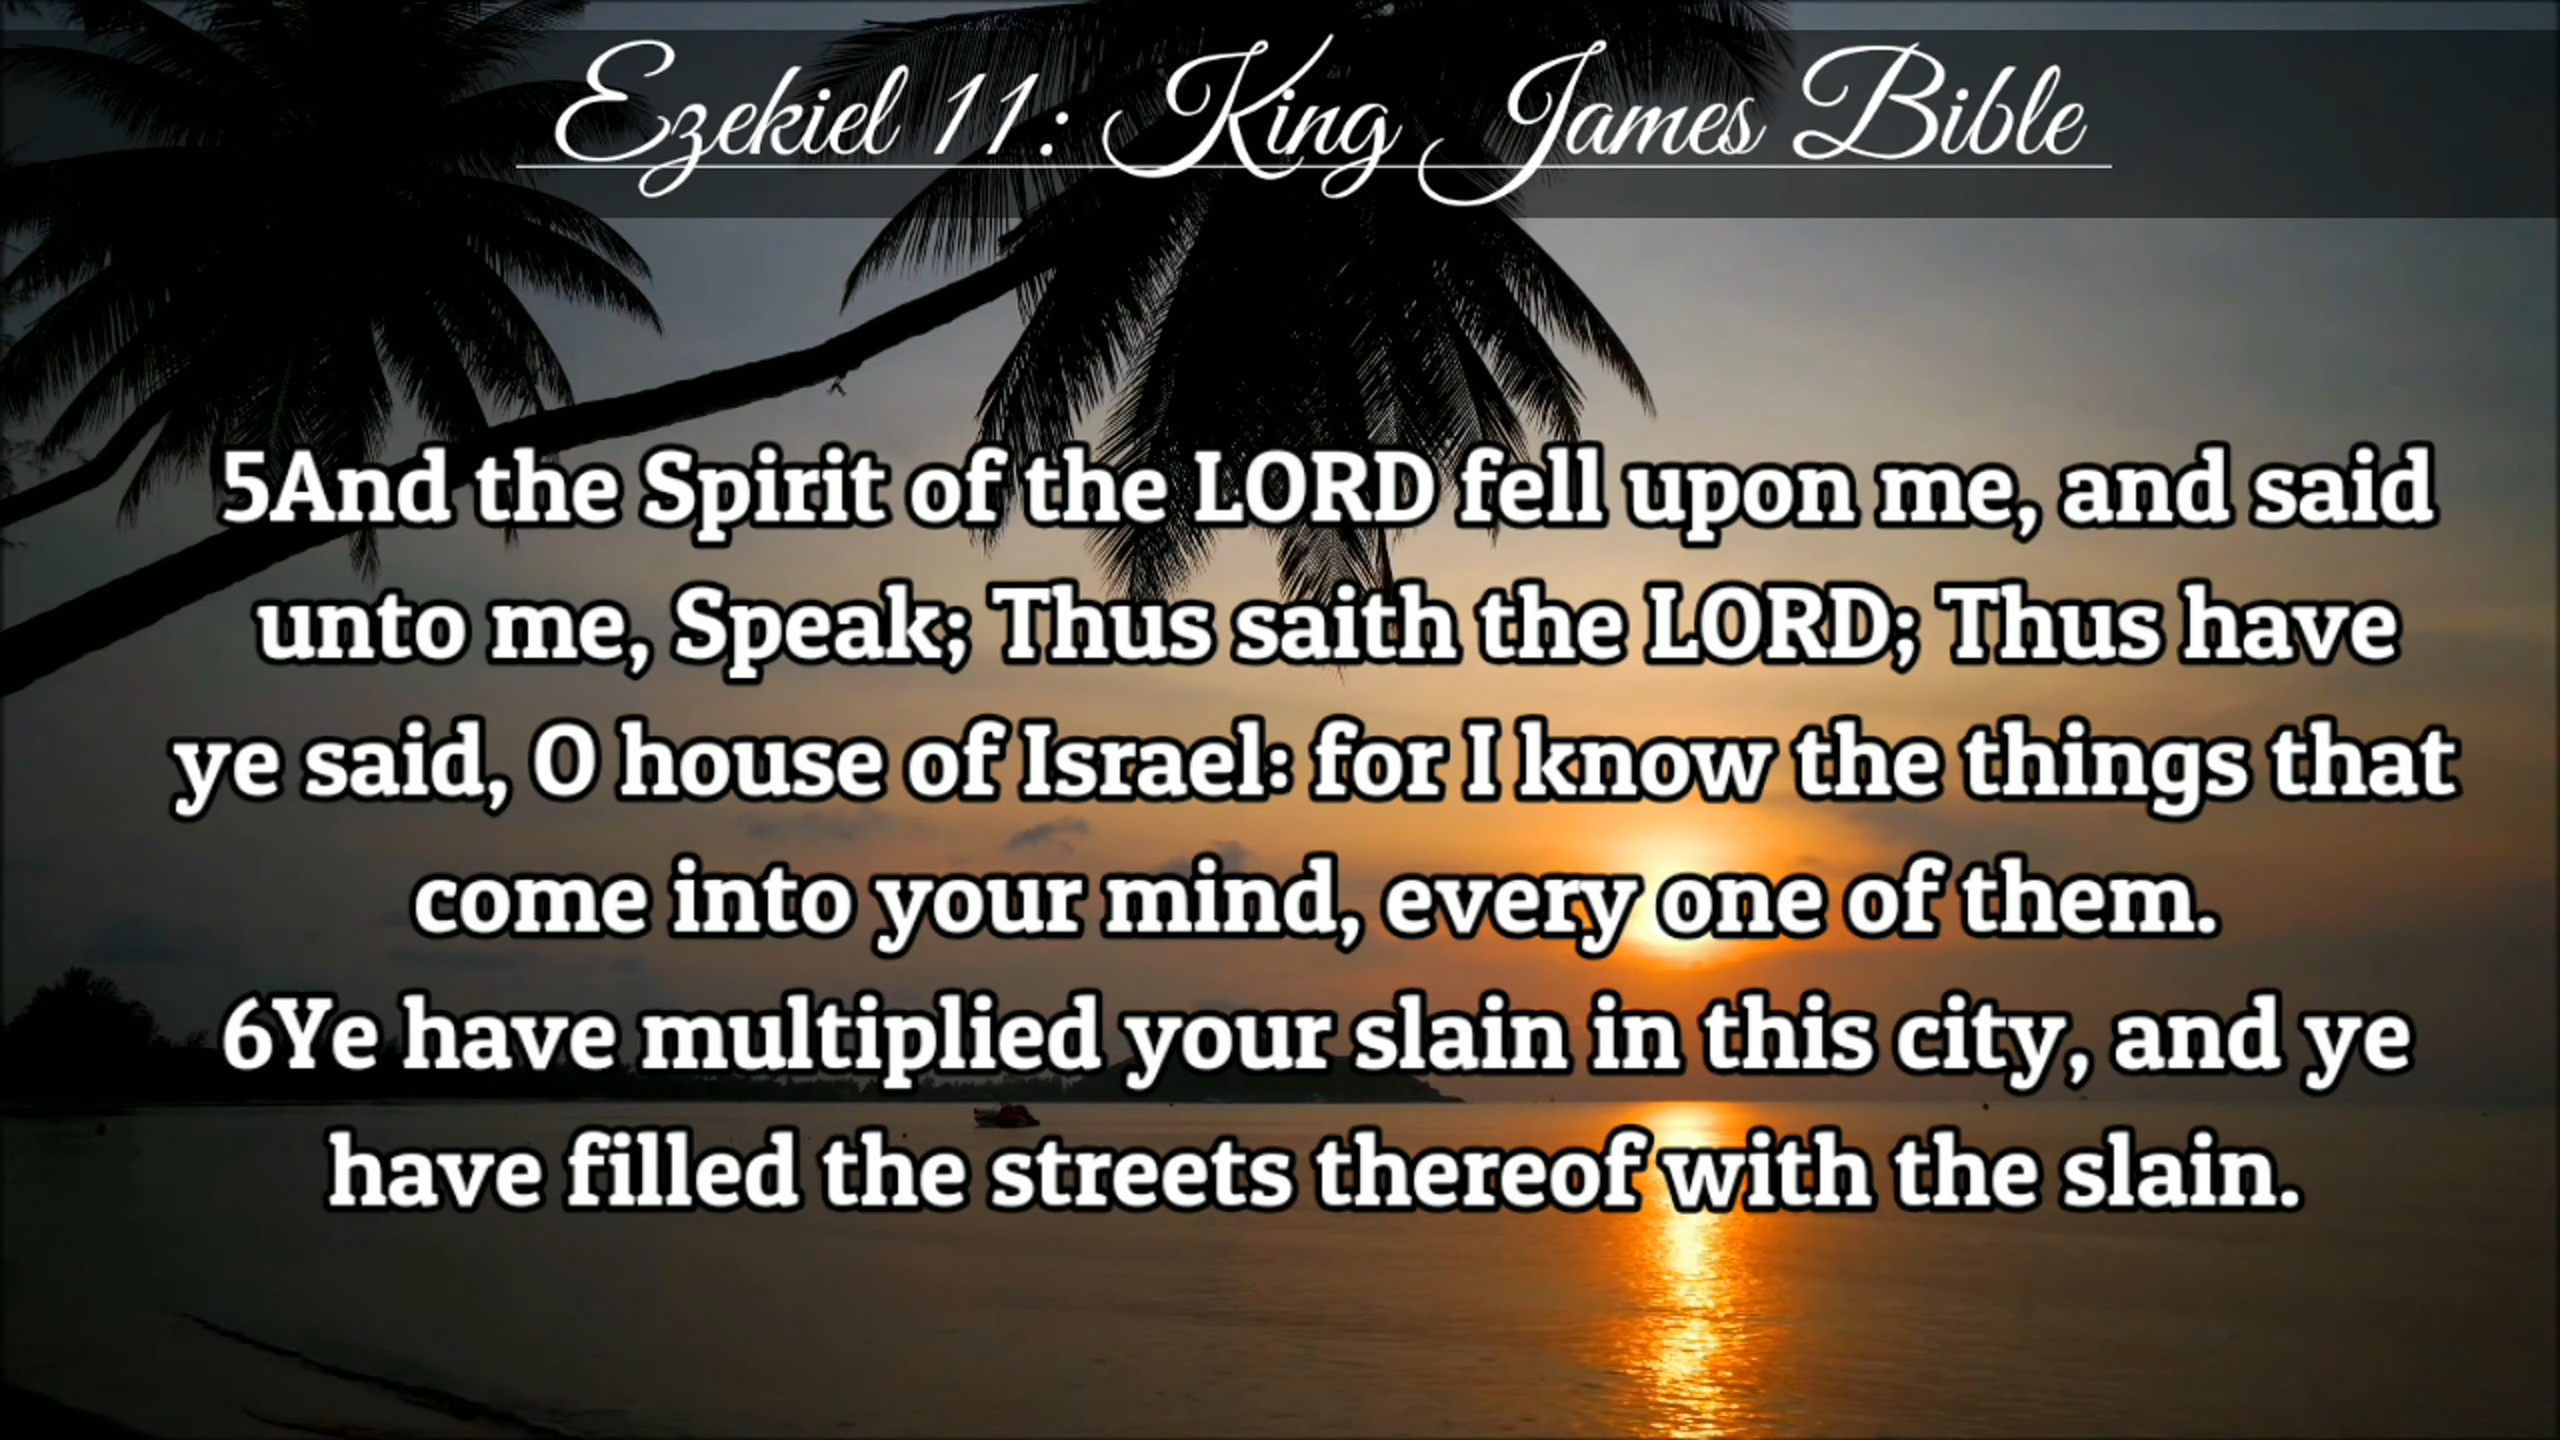 Ezekiel 11: King James Bible
5And the Spirit of the LORD fell upon me, and said
unto me, Speak; Thus saith the LORD; Thus have
ye said, O house of Israel: for I know the things that
come into your mind, every one of them.
6Ye have multiplied your slain in this city, and ye
have filled the streets thereof with the slain.